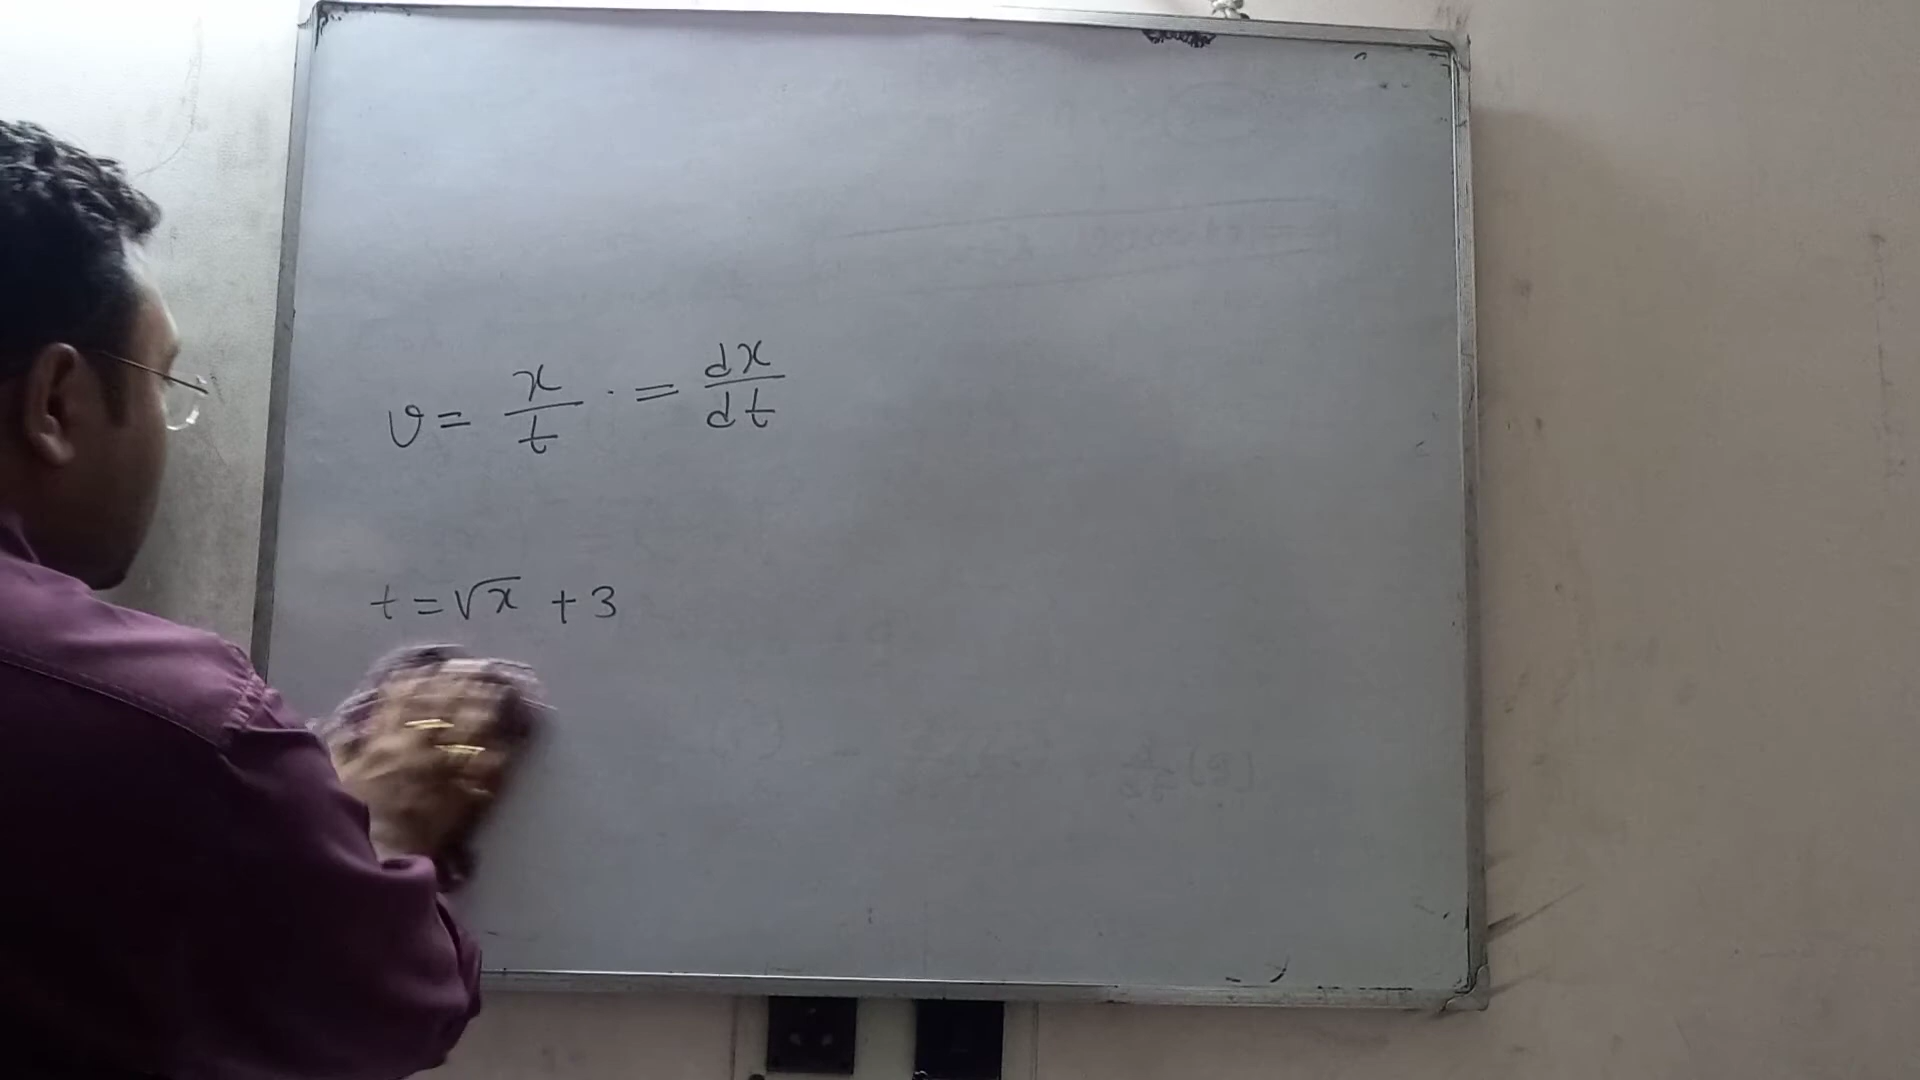 v = x/t . = dx/dt
t = √x + 3